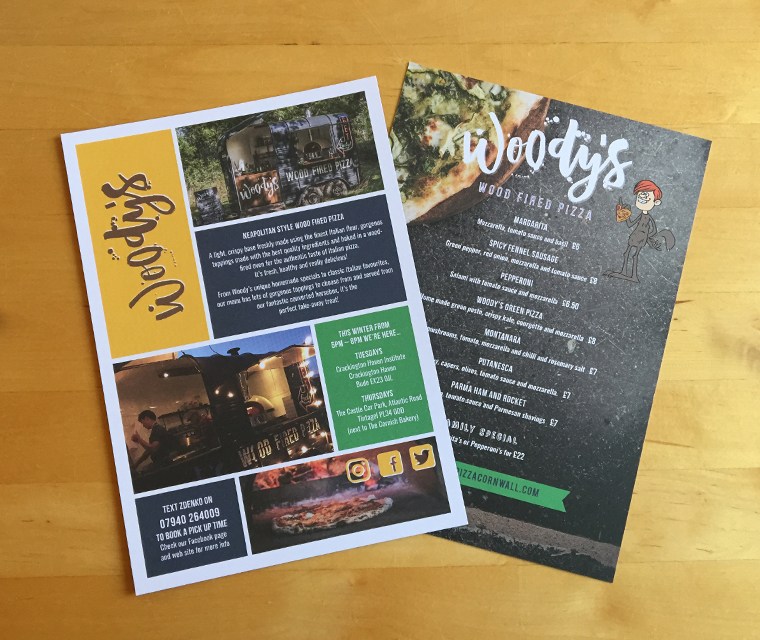 Woody's
Woody's
WOOD FIRED PIZZA
NEAPOLITAN STYLE WOOD FIRED PIZZA
A light, crispy base freshly made using the finest Italian flour, gorgeous
toppings made with the best quality ingredients and baked in a wood-
fired oven for the authentic taste of Italian pizza.
It's fresh, healthy and really delicious!
From Woody's unique homemade specials to classic Italian favourites,
our menu has lots of gorgeous toppings to choose from and served from
our fantastic converted horsebox, it's the
perfect take-away treat!
WOOD FIRED PIZZA
THIS WINTER FROM
5PM – 8PM WE'RE HERE...
TUESDAYS
Crackington Haven Institute
Crackington Haven
Bude EX23 0JL
THURSDAYS
The Castle Car Park, Atlantic Road
Tintagel PL34 0DD
(next to The Cornish Bakery)
TEXT ZDENKO ON
07940 264009
TO BOOK A PICK UP TIME
Check our Facebook page
and web site for more info
Woody's
WOOD FIRED PIZZA
MARGARITA
Mozzarella, tomato sauce and basil £6
SPICY FENNEL SAUSAGE
Green pepper, red onion, mozzarella and tomato sauce £8
PEPPERONI
Salami with tomato sauce and mozzarella £6.50
WOODY'S GREEN PIZZA
made green pesto, crispy kale, courgette and mozzarella £8
MONTANARA
mushrooms, tomato, mozzarella and chilli and rosemary salt £7
PUTANESCA
capers, olives, tomato sauce and mozzarella £7
PARMA HAM AND ROCKET
tomato sauce and Parmesan shavings £7
SPECIAL
or Pepperoni's for £22
PIZZACORNWALL.COM